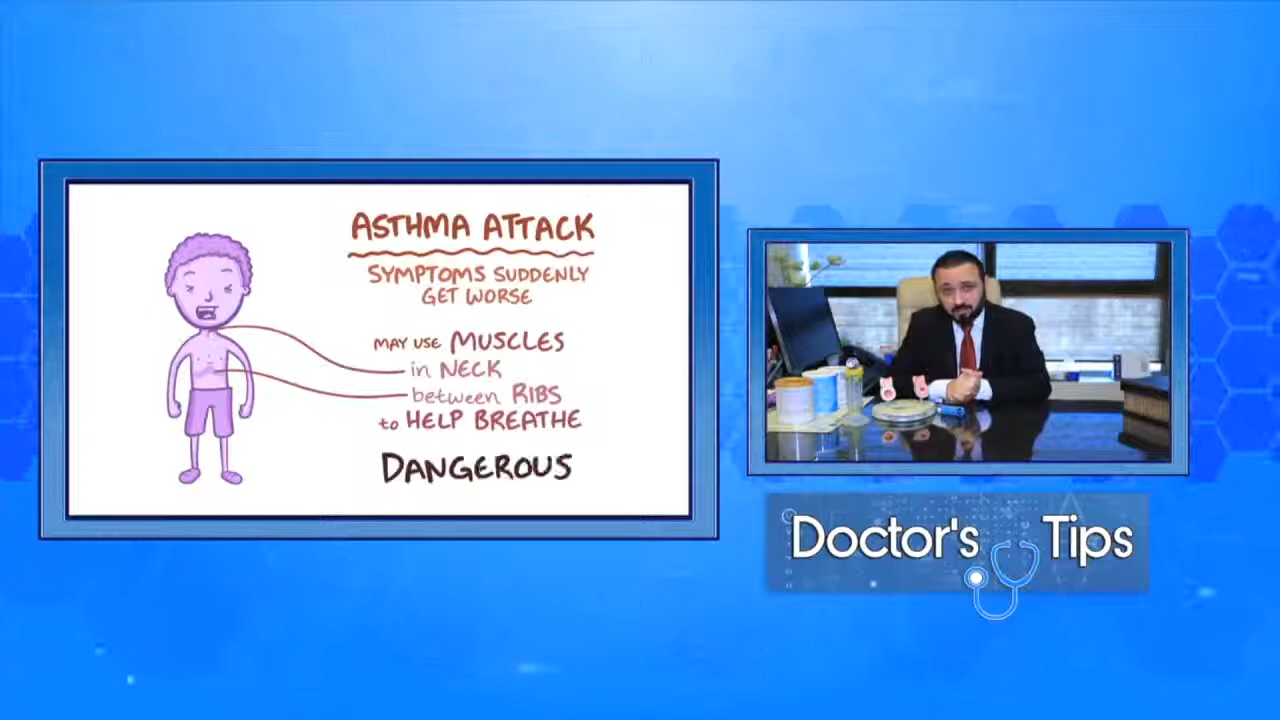 ASTHMA ATTACK
SYMPTOMS SUDDENLY
GET WORSE
MAY USE MUSCLES
in NECK
between RIBS
to HELP BREATHE
DANGEROUS
Doctor's Tips